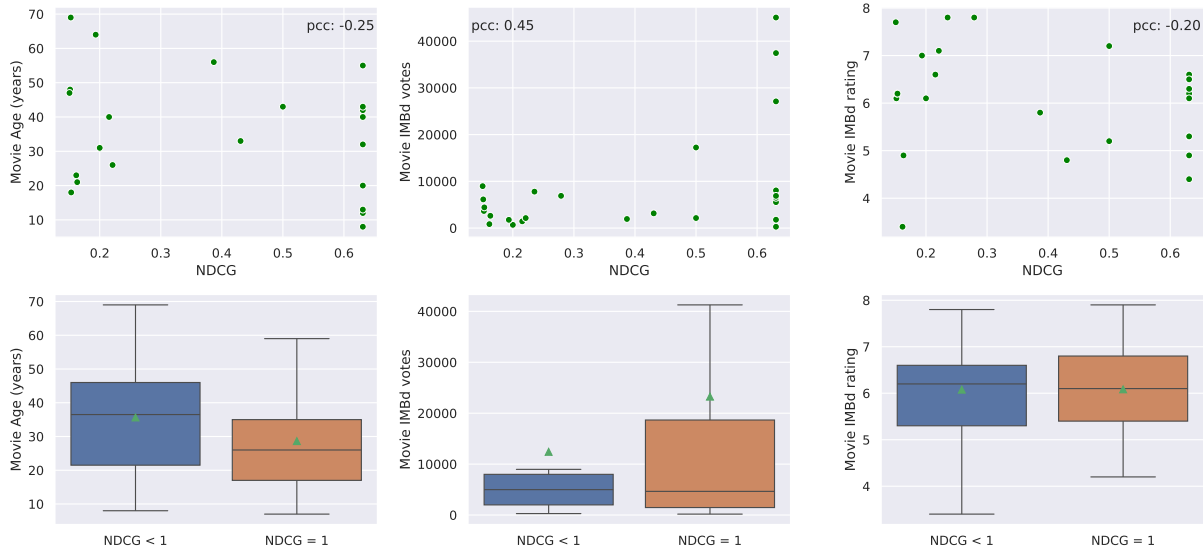 pcc: -0.25
70
60
50
40
30
20
10
Movie Age (years)
0.2 0.3 0.4 0.5 0.6
NDCG
pcc: 0.45
40000
30000
20000
10000
0
Movie IMBd votes
0.2 0.3 0.4 0.5 0.6
NDCG
pcc: -0.20
8
7
6
5
4
Movie IMBd rating
0.2 0.3 0.4 0.5 0.6
NDCG
70
60
50
40
30
20
10
Movie Age (years)
NDCG < 1 NDCG = 1
40000
30000
20000
10000
0
Movie IMBd votes
NDCG < 1 NDCG = 1
8
7
6
5
4
Movie IMBd rating
NDCG < 1 NDCG = 1